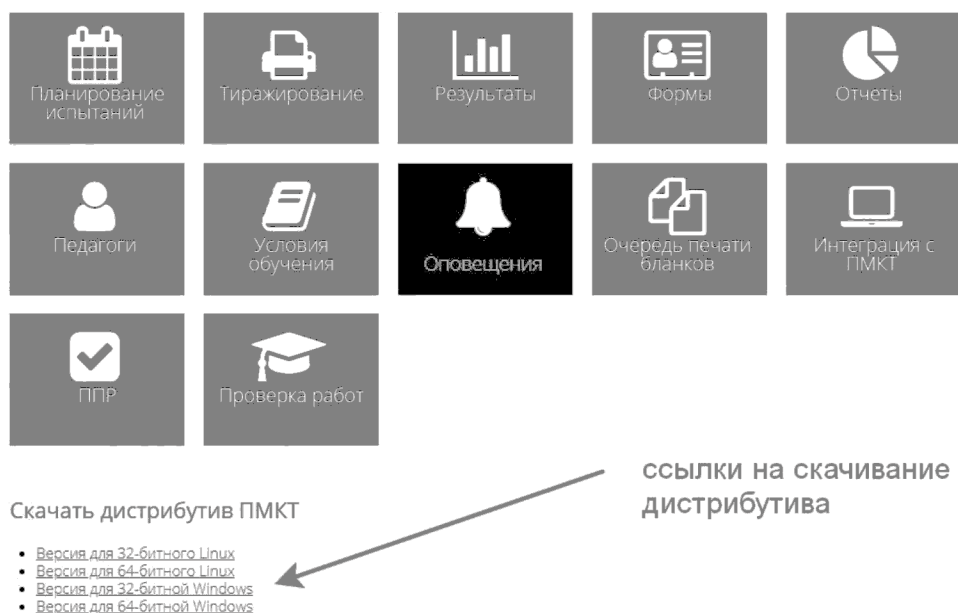 Планирование
испытаний
Тиражирование
Результаты
Формы
Отчеты
Педагоги
Условия
обучения
Оповещения
Очередь печати
бланков
Интеграция с
ПМКТ
ППР
Проверка работ
ссылки на скачивание
дистрибутива
Скачать дистрибутив ПМКТ
Версия для 32-битного Linux
Версия для 64-битного Linux
Версия для 32-битной Windows
Версия для 64-битной Windows